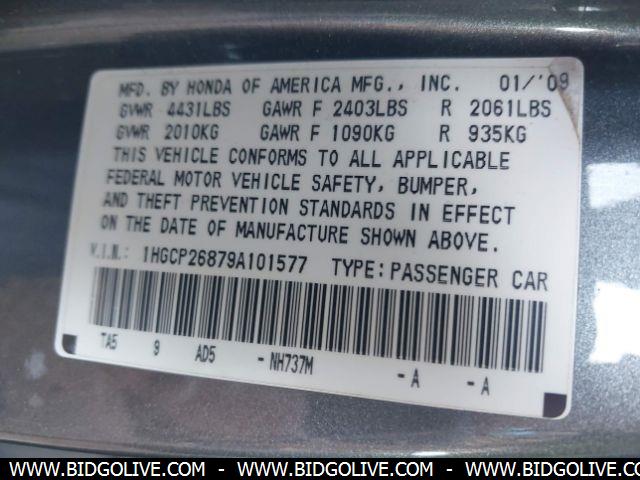 MFD. BY HONDA OF AMERICA MFG., INC. 01/'09
GVWR 4431LBS GAWR F 2403LBS R 2061LBS
GVWR 2010KG GAWR F 1090KG R 935KG
THIS VEHICLE CONFORMS TO ALL APPLICABLE
FEDERAL MOTOR VEHICLE SAFETY, BUMPER,
AND THEFT PREVENTION STANDARDS IN EFFECT
ON THE DATE OF MANUFACTURE SHOWN ABOVE.
V.I.N.: 1HGCP26879A101577 TYPE:PASSENGER CAR
TA5 9 AD5 -NH737M -A -A
WWW.BIDGOLIVE.COM - WWW.BIDGOLIVE.COM - WWW.BIDGOLIVE.COM